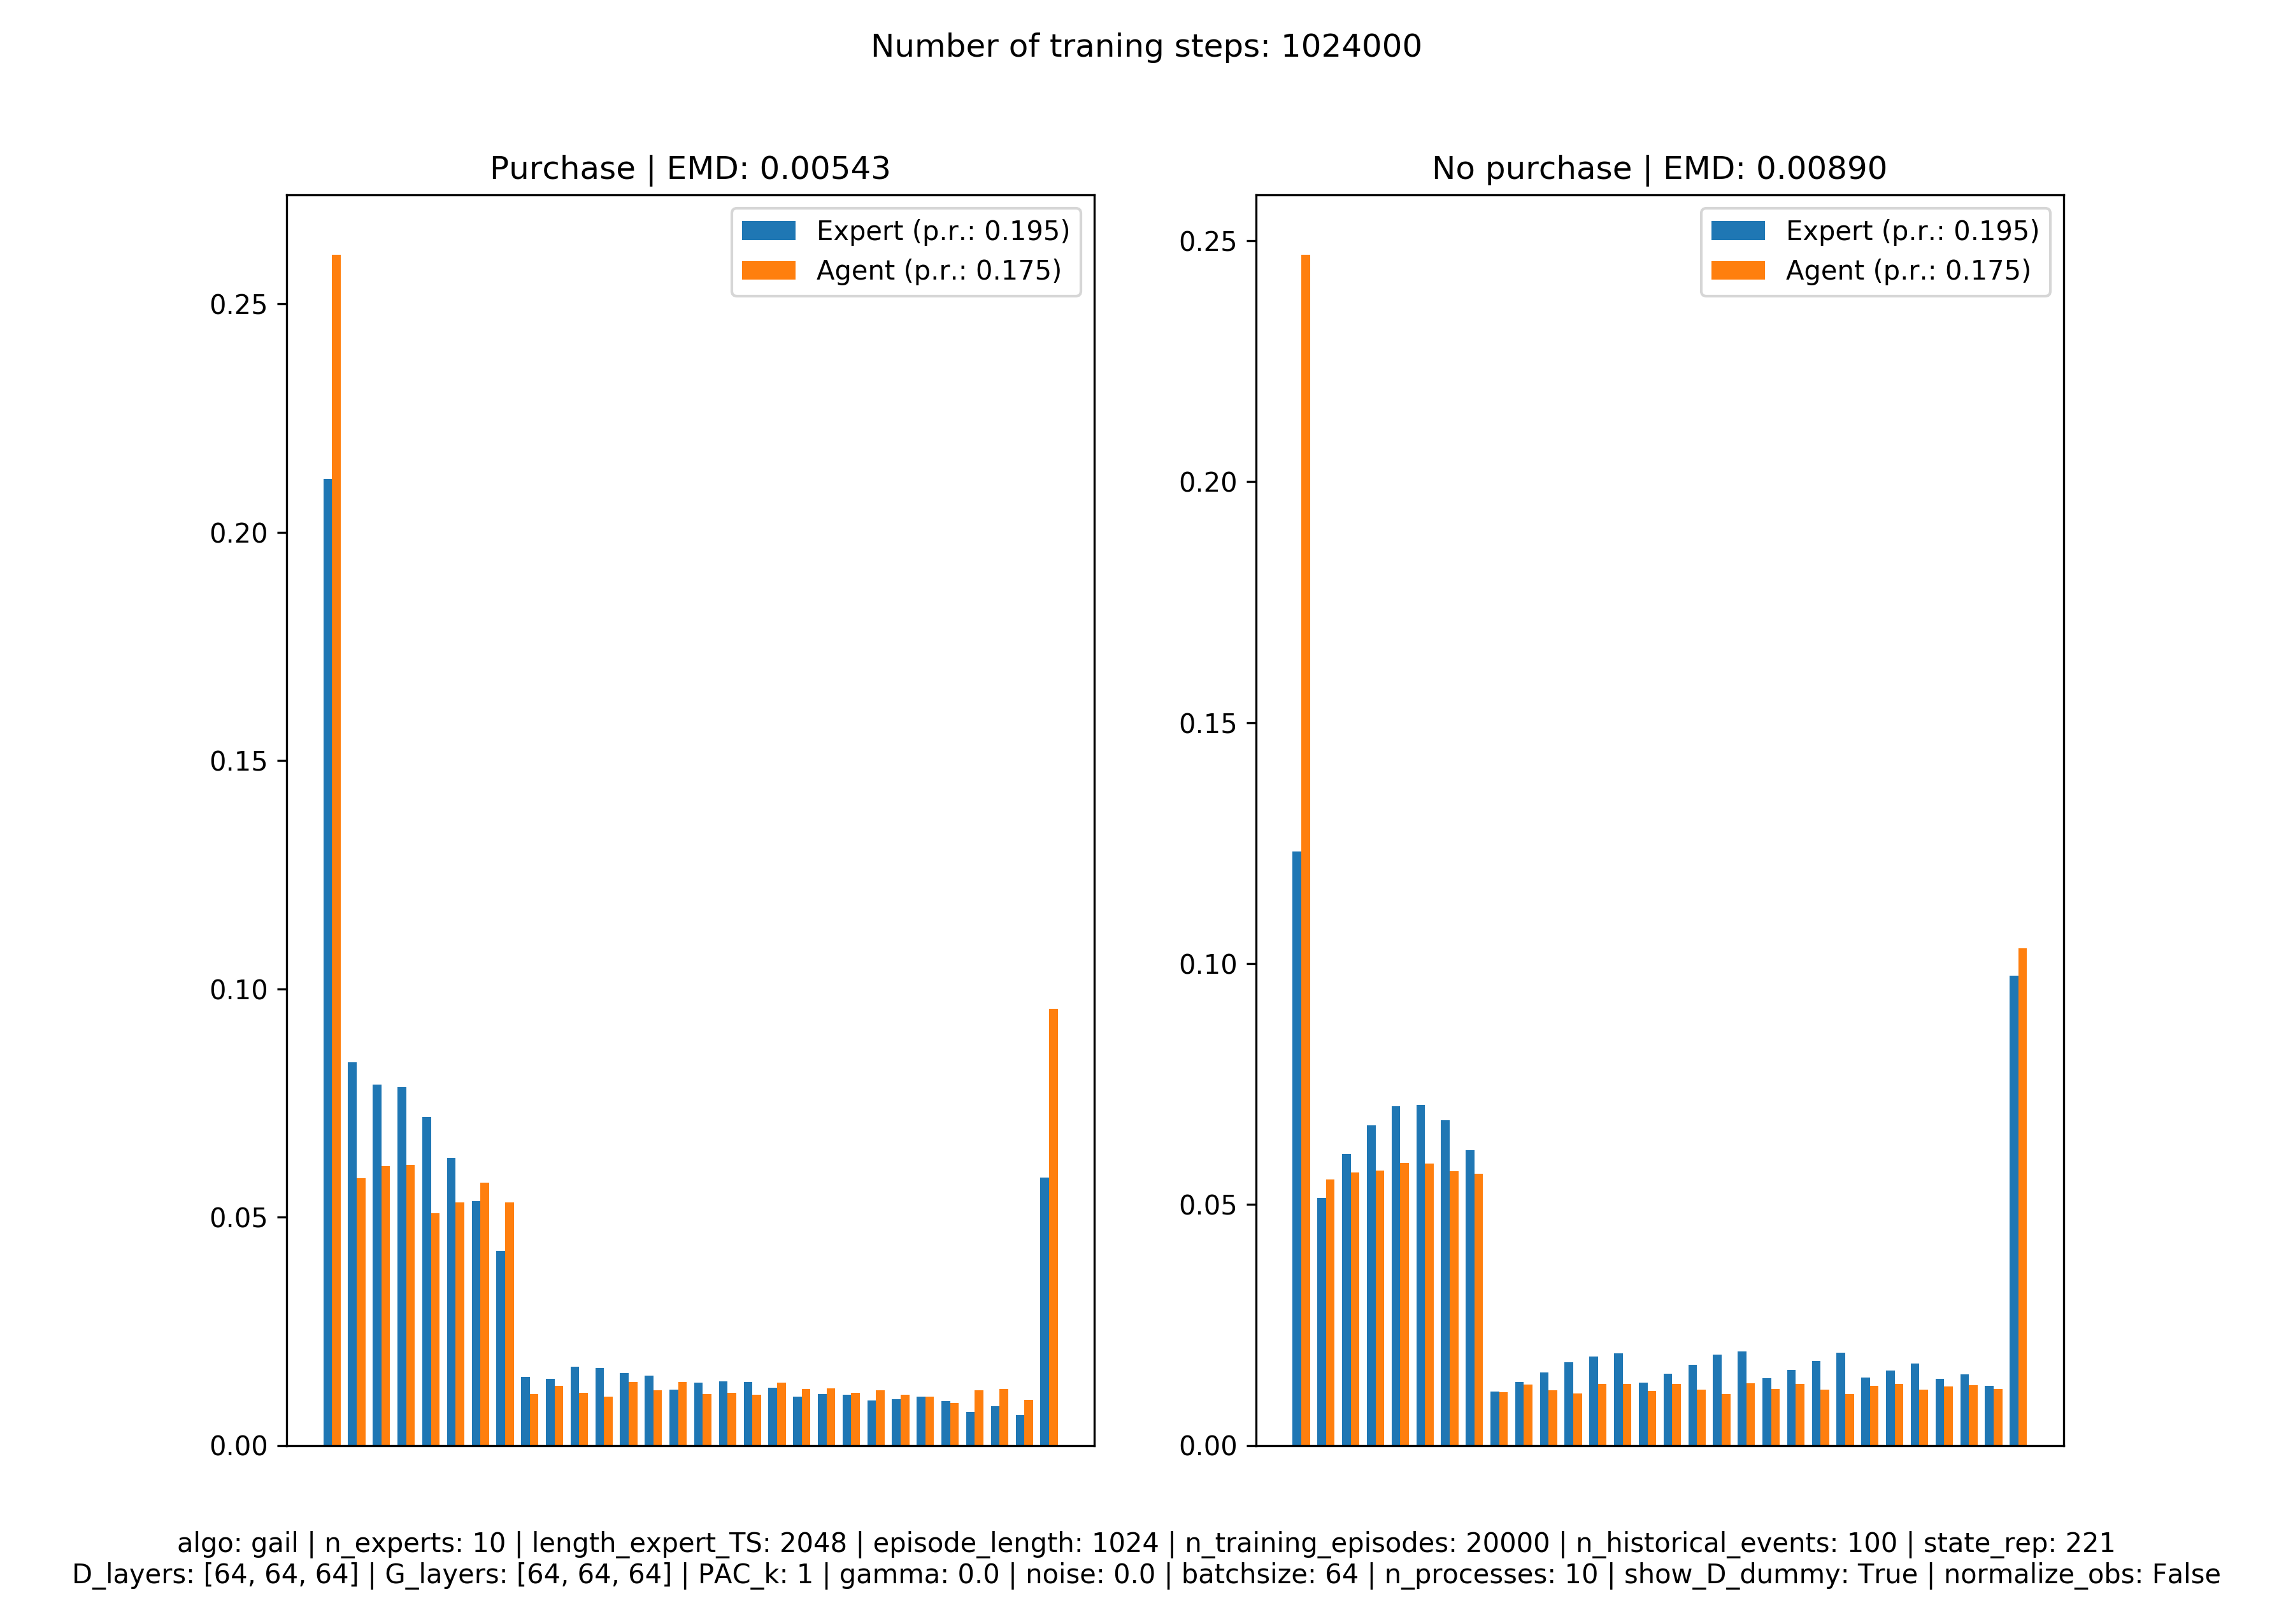 Number of traning steps: 1024000
Purchase | EMD: 0.00543
Expert (p.r.: 0.195)
Agent (p.r.: 0.175)
0.25
0.20
0.15
0.10
0.05
0.00
No purchase | EMD: 0.00890
Expert (p.r.: 0.195)
Agent (p.r.: 0.175)
0.25
0.20
0.15
0.10
0.05
0.00
algo: gail | n_experts: 10 | length_expert_TS: 2048 | episode_length: 1024 | n_training_episodes: 20000 | n_historical_events: 100 | state_rep: 221
D_layers: [64, 64, 64] | G_layers: [64, 64, 64] | PAC_k: 1 | gamma: 0.0 | noise: 0.0 | batchsize: 64 | n_processes: 10 | show_D_dummy: True | normalize_obs: False